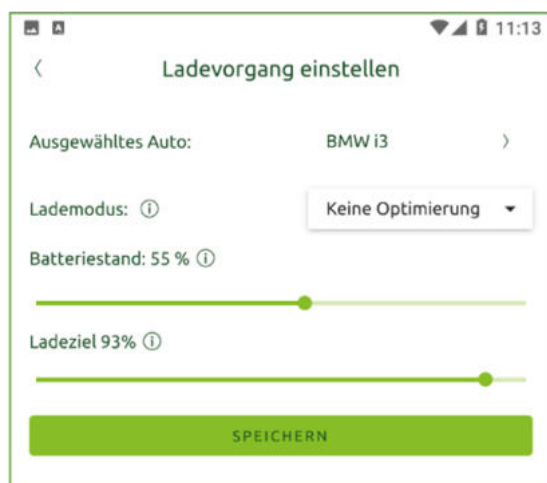 11:13
Ladevorgang einstellen
Ausgewähltes Auto: BMW i3
Lademodus: Keine Optimierung
Batteriestand: 55 %
Ladeziel 93%
SPEICHERN